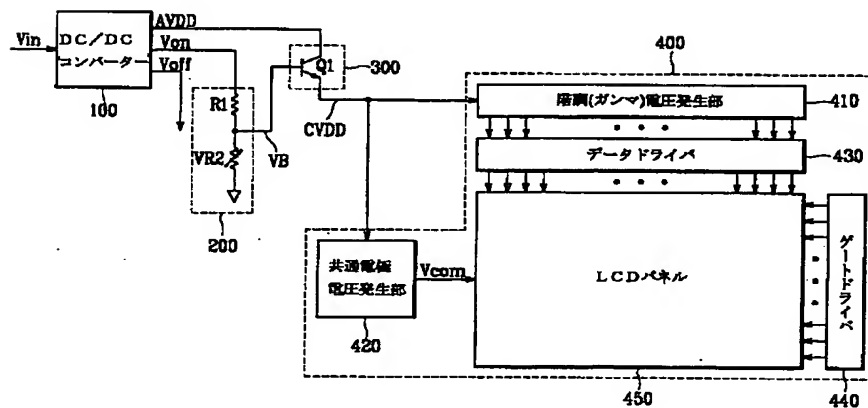 Vin
DC/DC
コンバーター
100
AVDD
Von
Voff
R1
VR2
VB
200
Q1
300
CVDD
400
階調(ガンマ)電圧発生部
410
データドライバ
430
共通電極
電圧発生部
420
Vcom
LCDパネル
450
ゲートドライバ
440